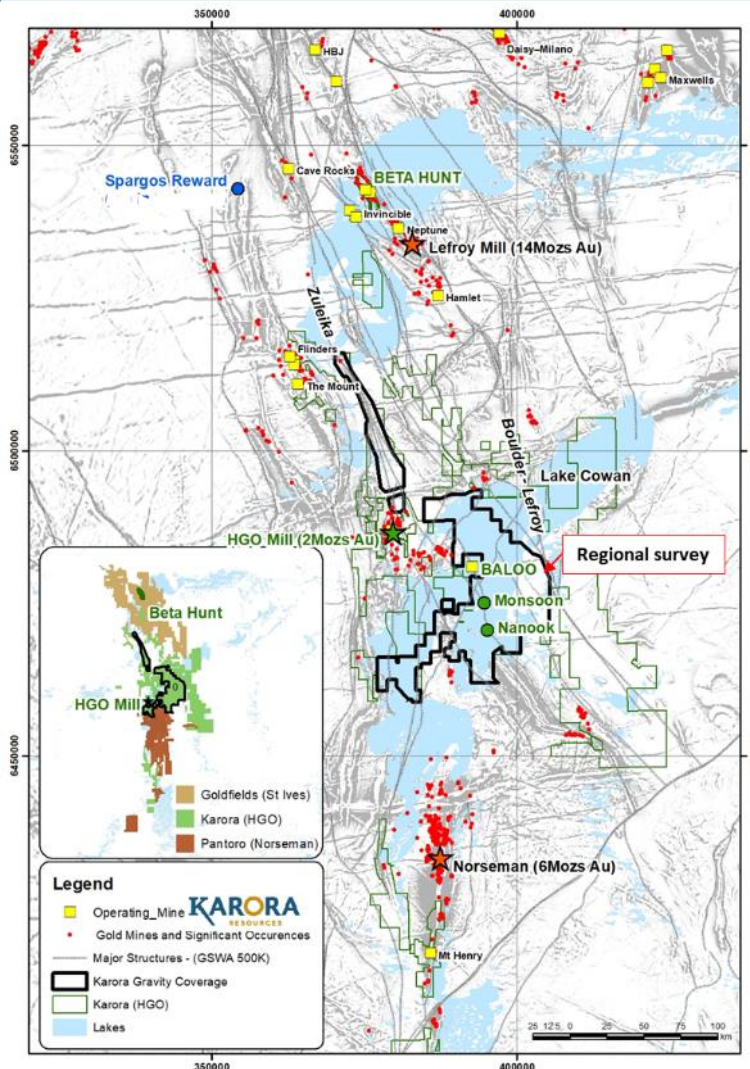 350000
400000
HBJ
Daisy-Milano
Maxwells
6550000
6550000
Cave Rocks
BETA HUNT
Spargos Reward
Invincible
Neptune
Lefroy Mill (14Mozs Au)
Hamlet
Zuleika
Flinders
The Mount
Boulder - Lefroy
6500000
6500000
Lake Cowan
HGO Mill (2Mozs Au)
Regional survey
BALOO
Monsoon
Nanook
Beta Hunt
HGO Mill
Goldfields (St Ives)
Karora (HGO)
Pantoro (Norseman)
6450000
6450000
Norseman (6Mozs Au)
Mt Henry
Legend
Operating_Mine
KARORA
RESOURCES
Gold Mines and Significant Occurences
Major Structures - (GSWA 500K)
Karora Gravity Coverage
Karora (HGO)
Lakes
25 12.5 0 25 50 75 100
km
350000
400000